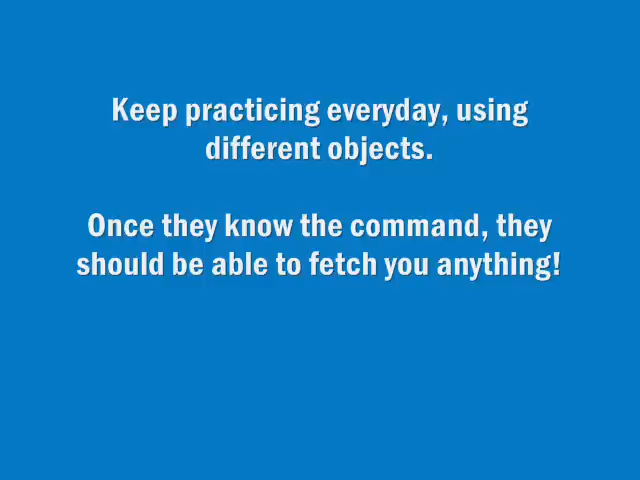 Keep practicing everyday, using
different objects.
Once they know the command, they
should be able to fetch you anything!